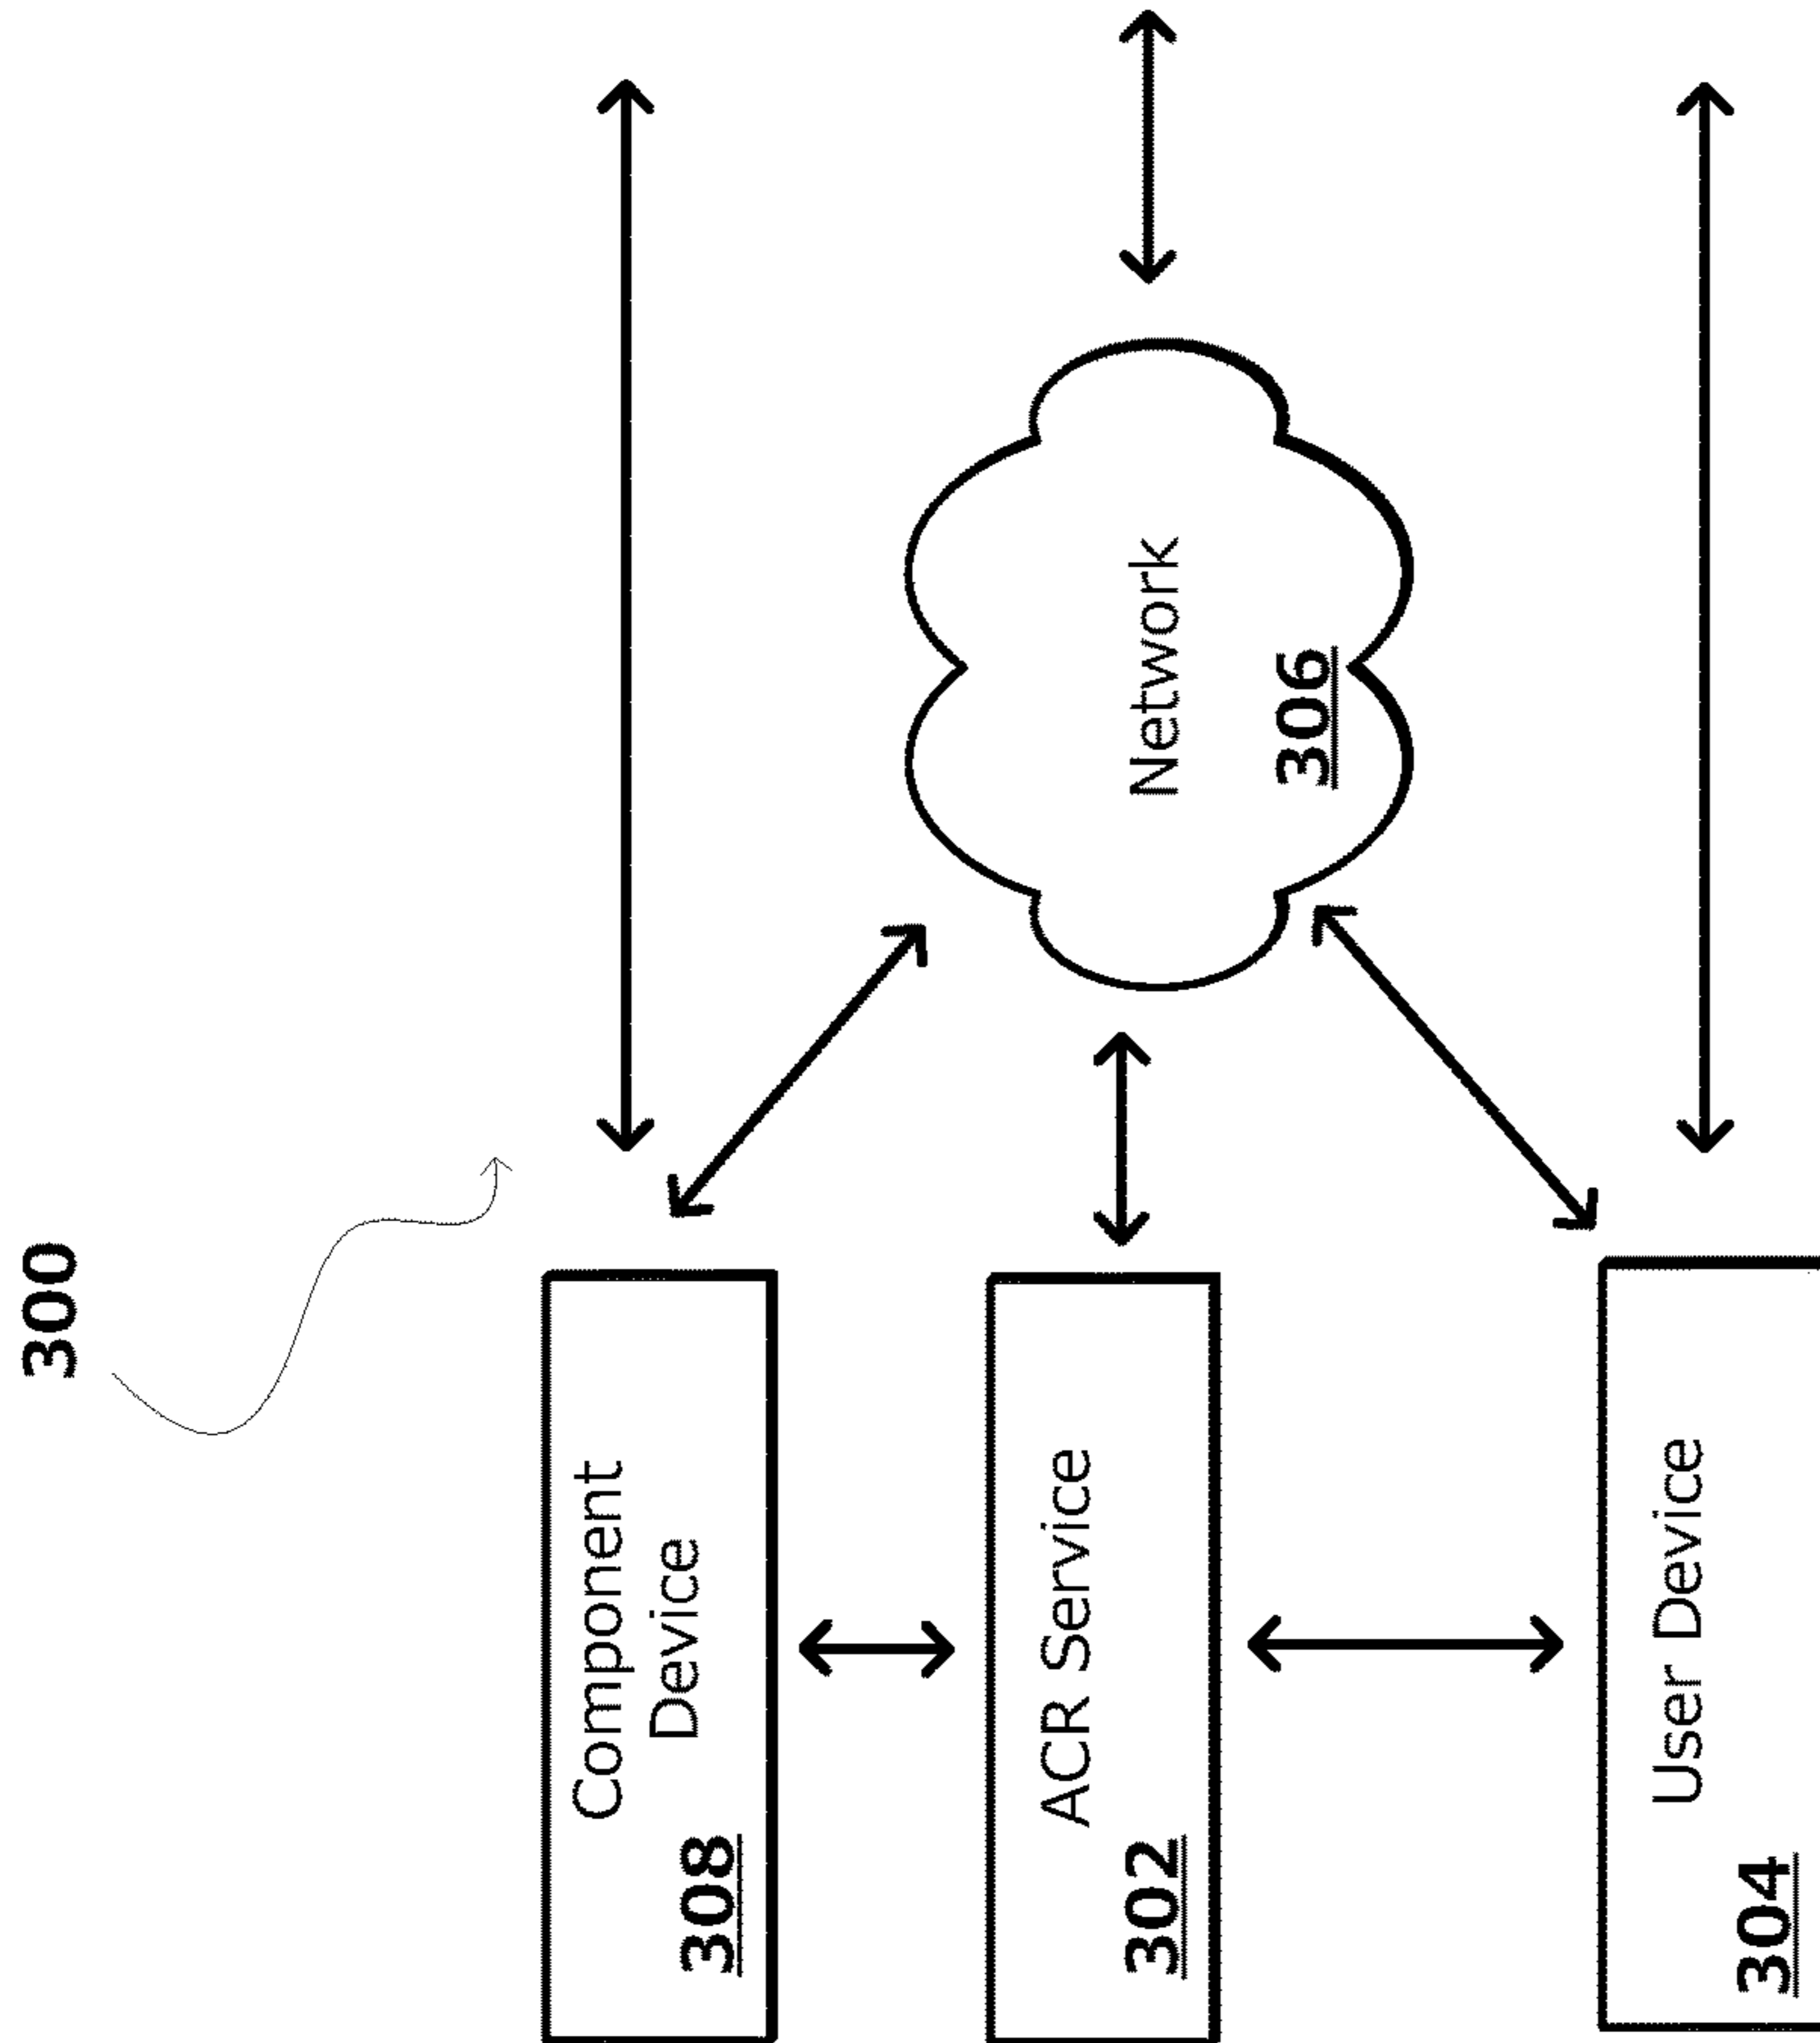 300
Component
Device
308
ACR Service
302
Network
306
User Device
304